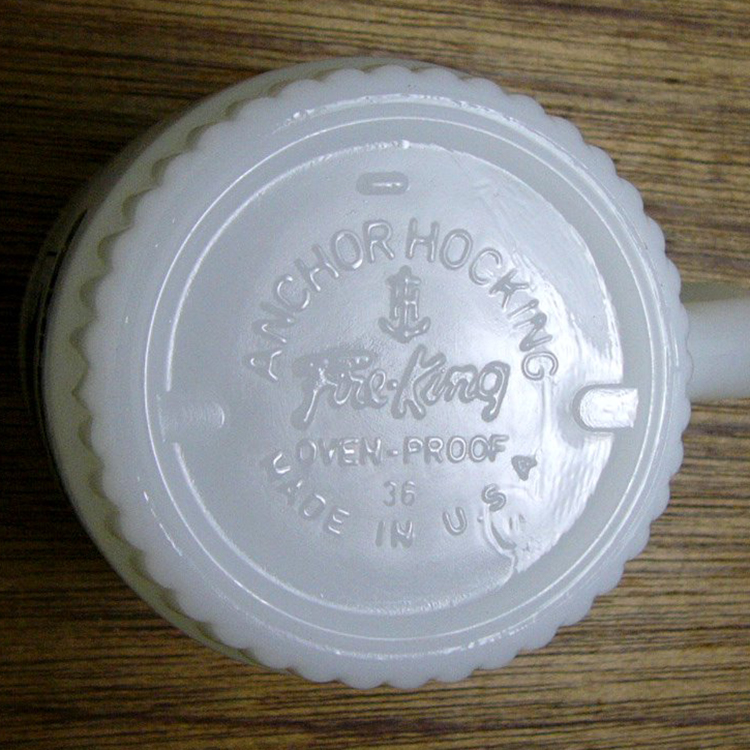 ANCHOR HOCKING
Fire-King
OVEN-PROOF
36
MADE IN U.S.A